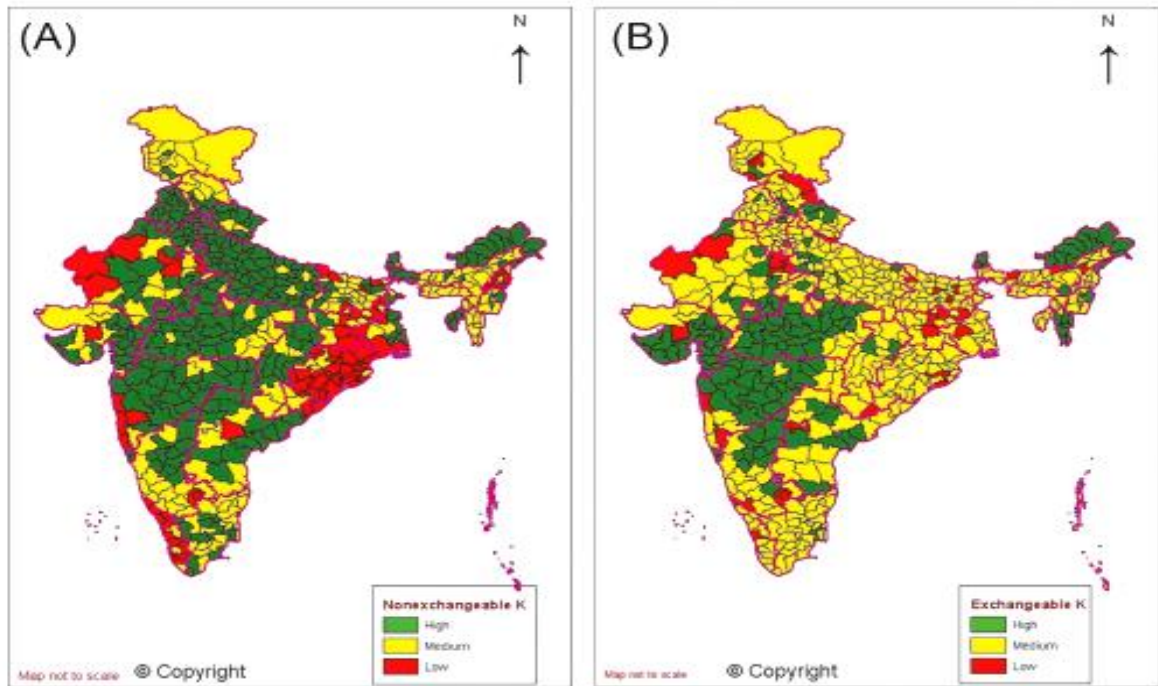 (A)
N
Nonexchangeable K
High
Medium
Low
Map not to scale © Copyright
(B)
N
Exchangeable K
High
Medium
Low
Map not to scale © Copyright